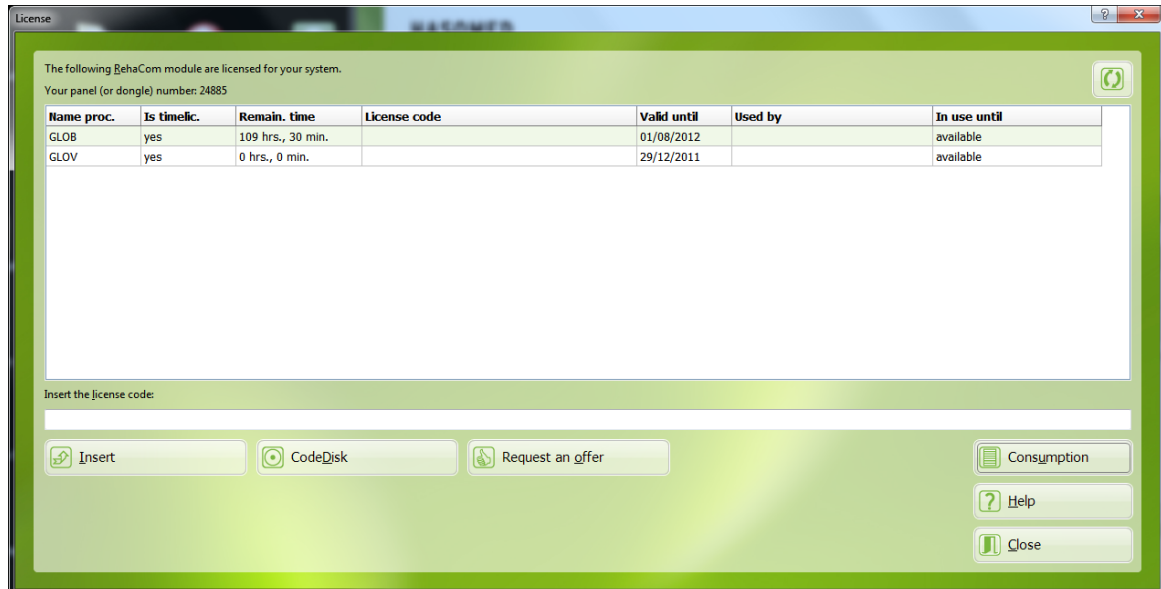 License
HASOMED
The following RehaCom module are licensed for your system.
Your panel (or dongle) number: 24885
Name proc. Is timelic. Remain. time License code Valid until Used by In use until
GLOB yes 109 hrs., 30 min. 01/08/2012 available
GLOV yes 0 hrs., 0 min. 29/12/2011 available
Insert the license code:
Insert CodeDisk Request an offer Consumption
Help
Close